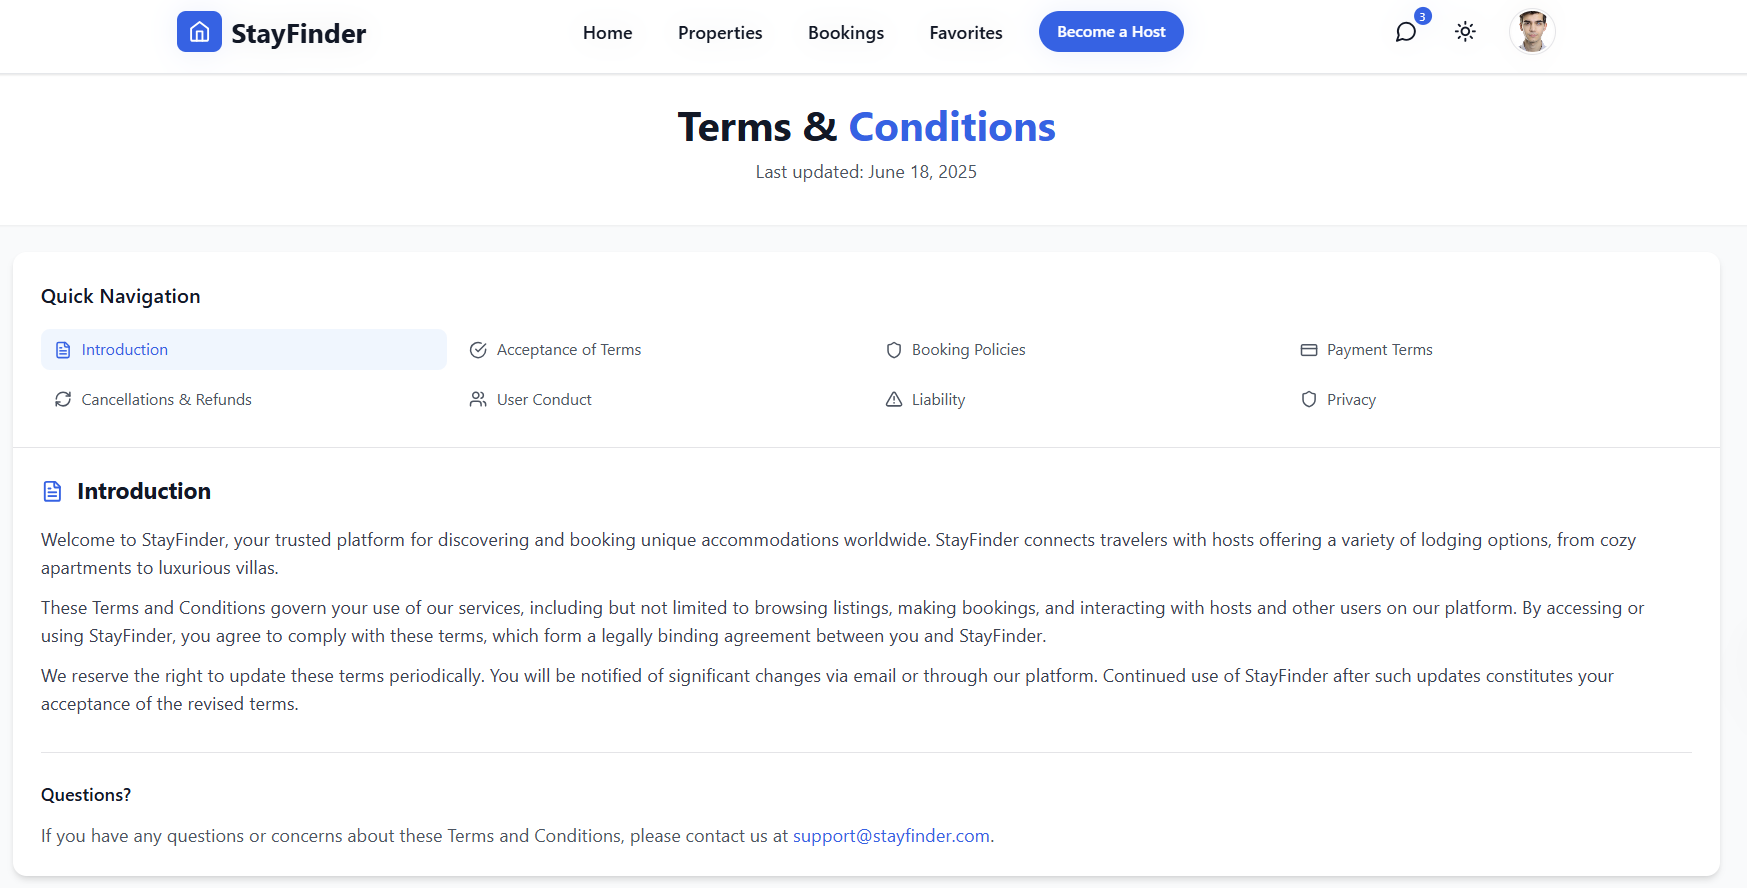 StayFinder
Home
Properties
Bookings
Favorites
Become a Host
3
Terms & Conditions
Last updated: June 18, 2025
Quick Navigation
Introduction
Acceptance of Terms
Booking Policies
Payment Terms
Cancellations & Refunds
User Conduct
Liability
Privacy
Introduction
Welcome to StayFinder, your trusted platform for discovering and booking unique accommodations worldwide. StayFinder connects travelers with hosts offering a variety of lodging options, from cozy
apartments to luxurious villas.
These Terms and Conditions govern your use of our services, including but not limited to browsing listings, making bookings, and interacting with hosts and other users on our platform. By accessing or
using StayFinder, you agree to comply with these terms, which form a legally binding agreement between you and StayFinder.
We reserve the right to update these terms periodically. You will be notified of significant changes via email or through our platform. Continued use of StayFinder after such updates constitutes your
acceptance of the revised terms.
Questions?
If you have any questions or concerns about these Terms and Conditions, please contact us at support@stayfinder.com.